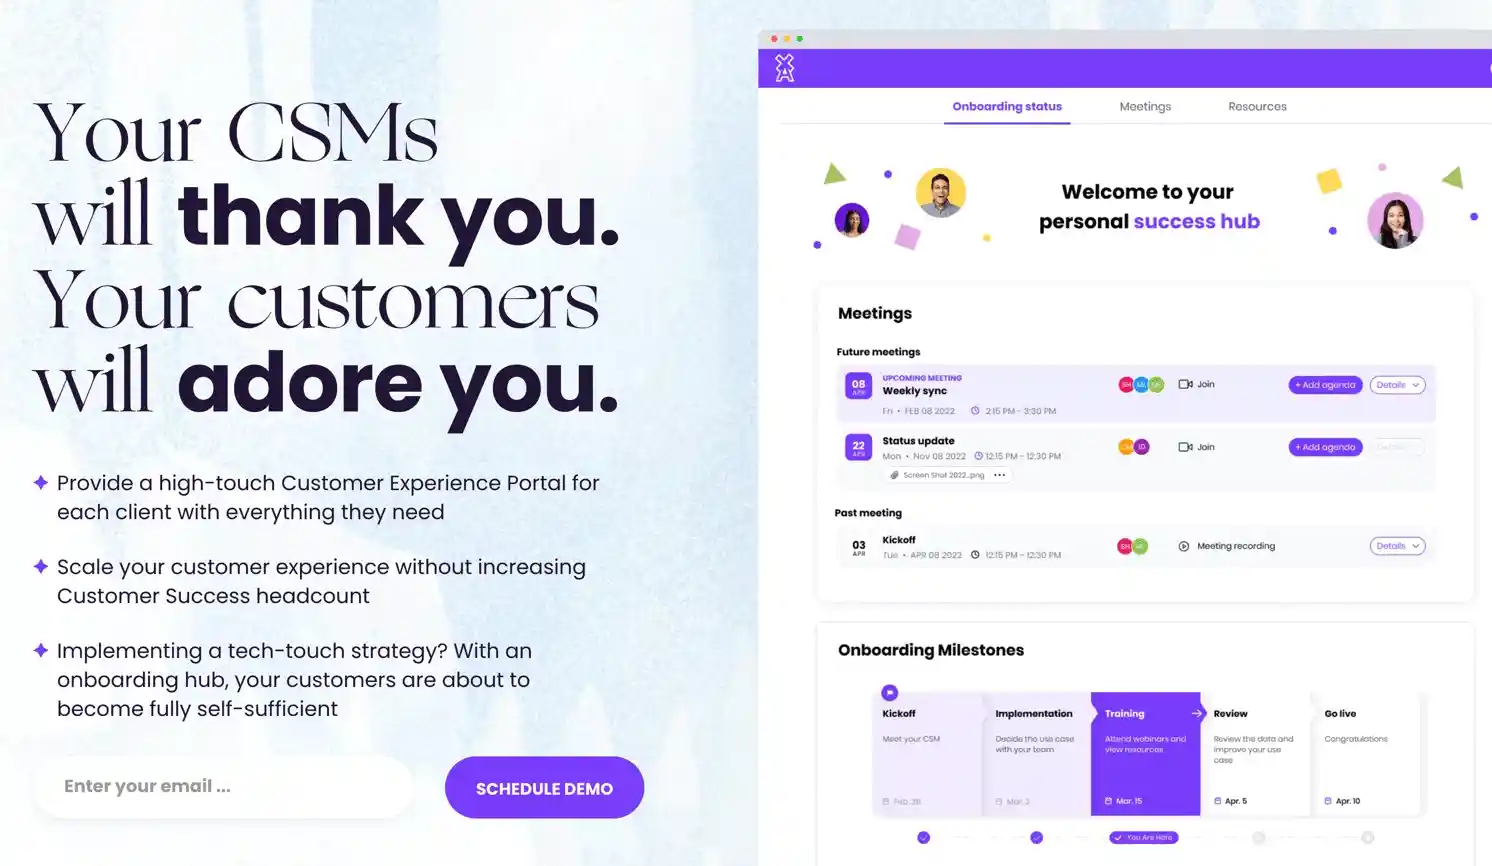 Your CSMs
will thank you.
Your customers
will adore you.
Provide a high-touch Customer Experience Portal for
each client with everything they need
Scale your customer experience without increasing
Customer Success headcount
Implementing a tech-touch strategy? With an
onboarding hub, your customers are about to
become fully self-sufficient
Enter your email ...
SCHEDULE DEMO
Onboarding status
Meetings
Resources
Welcome to your
personal success hub
Meetings
Future meetings
08
APR
UPCOMING MEETING
Weekly sync
Fri • FEB 08 2022 2:15 PM - 3:30 PM
SH
Join
+ Add agenda
Details
22
APR
Status update
Mon • Nov 08 2022 12:15 PM - 12:30 PM
Screen Shot 2022...png •••
Join
+ Add agenda
Past meeting
03
APR
Kickoff
Tue • APR 08 2022 12:15 PM - 12:30 PM
SH
Meeting recording
Details
Onboarding Milestones
Kickoff
Meet your CSM
Feb. 28
Implementation
Decide the use case
with your team
Mar. 2
Training
Attend webinars and
view resources
Mar. 15
Review
Review the data and
improve your use
case
Apr. 5
Go live
Congratulations
Apr. 10
You Are Here